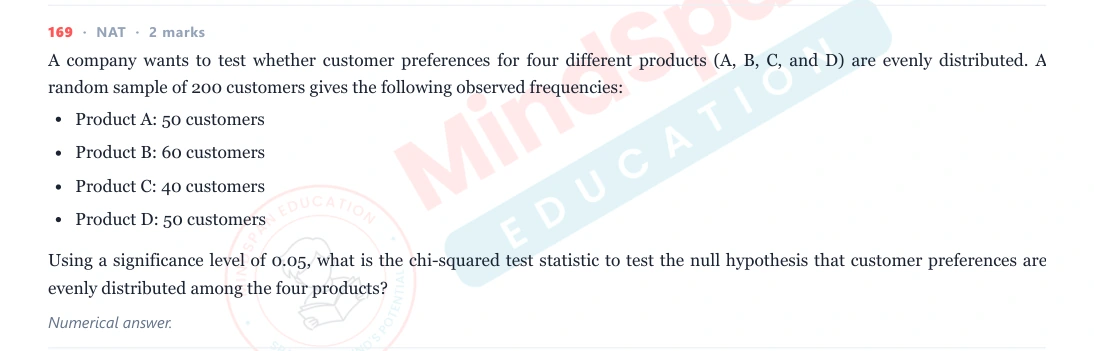 169 · NAT · 2 marks
A company wants to test whether customer preferences for four different products (A, B, C, and D) are evenly distributed. A
random sample of 200 customers gives the following observed frequencies:
• Product A: 50 customers
• Product B: 60 customers
• Product C: 40 customers
• Product D: 50 customers
Using a significance level of 0.05, what is the chi-squared test statistic to test the null hypothesis that customer preferences are
evenly distributed among the four products?
Numerical answer.
EDUCATION